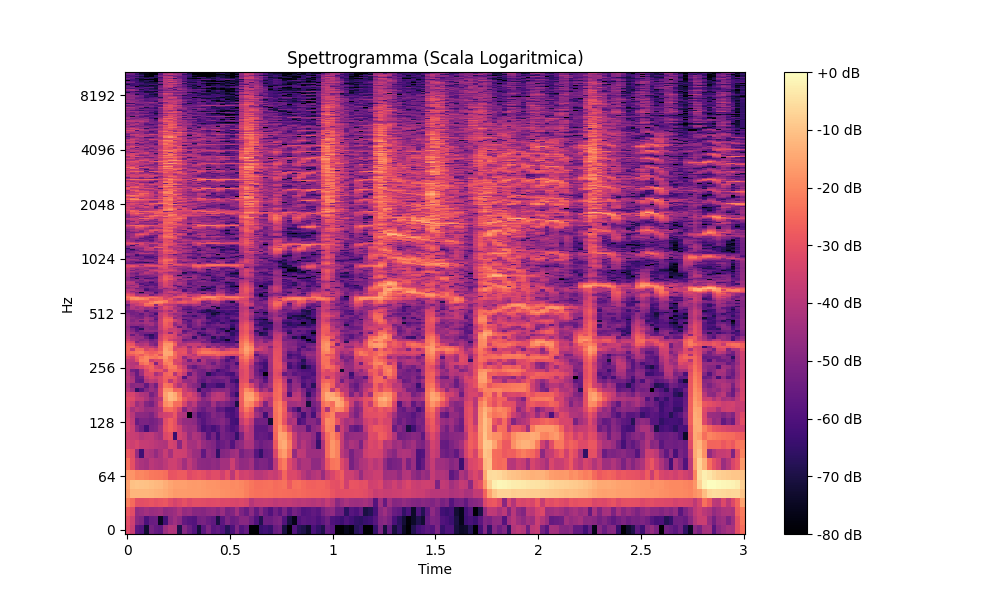 Spettrogramma (Scala Logaritmica)
Hz
8192
4096
2048
1024
512
256
128
64
0
0 0.5 1 1.5 2 2.5 3
Time
+0 dB
-10 dB
-20 dB
-30 dB
-40 dB
-50 dB
-60 dB
-70 dB
-80 dB